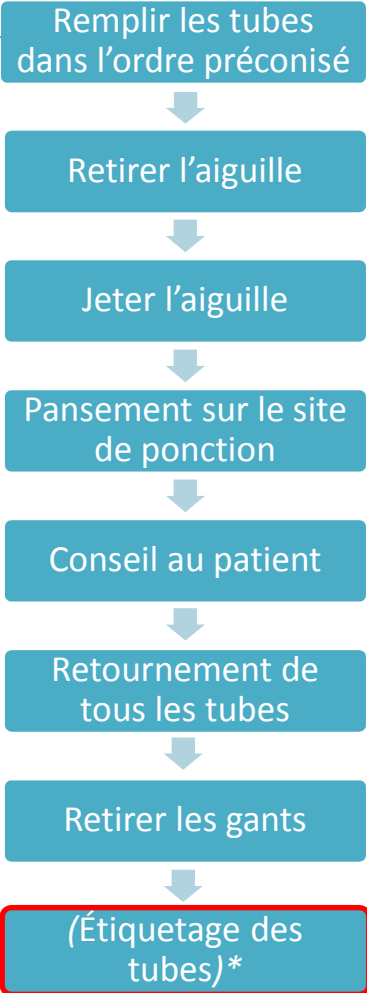 Remplir les tubes
dans l’ordre préconisé
Retirer l’aiguille
Jeter l’aiguille
Pansement sur le site
de ponction
Conseil au patient
Retournement de
tous les tubes
Retirer les gants
(Étiquetage des
tubes)*